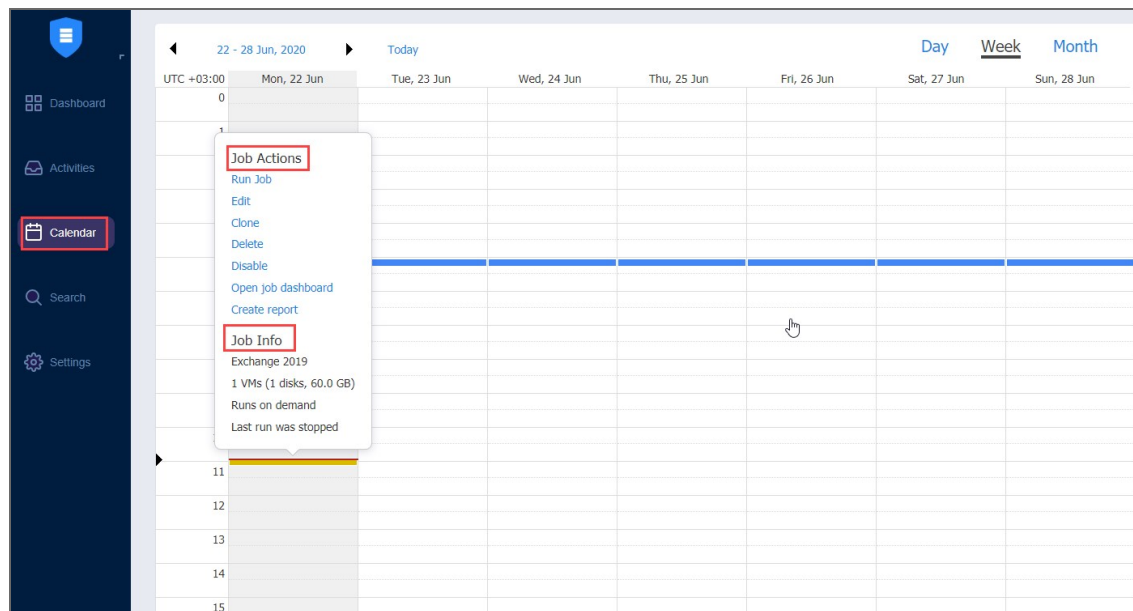 22 - 28 Jun, 2020 Today Day Week Month
UTC +03:00 Mon, 22 Jun Tue, 23 Jun Wed, 24 Jun Thu, 25 Jun Fri, 26 Jun Sat, 27 Jun Sun, 28 Jun
Dashboard
Activities
Calendar
Search
Settings
0
1
Job Actions
Run Job
Edit
Clone
Delete
Disable
Open job dashboard
Create report
Job Info
Exchange 2019
1 VMs (1 disks, 60.0 GB)
Runs on demand
Last run was stopped
11
12
13
14
15